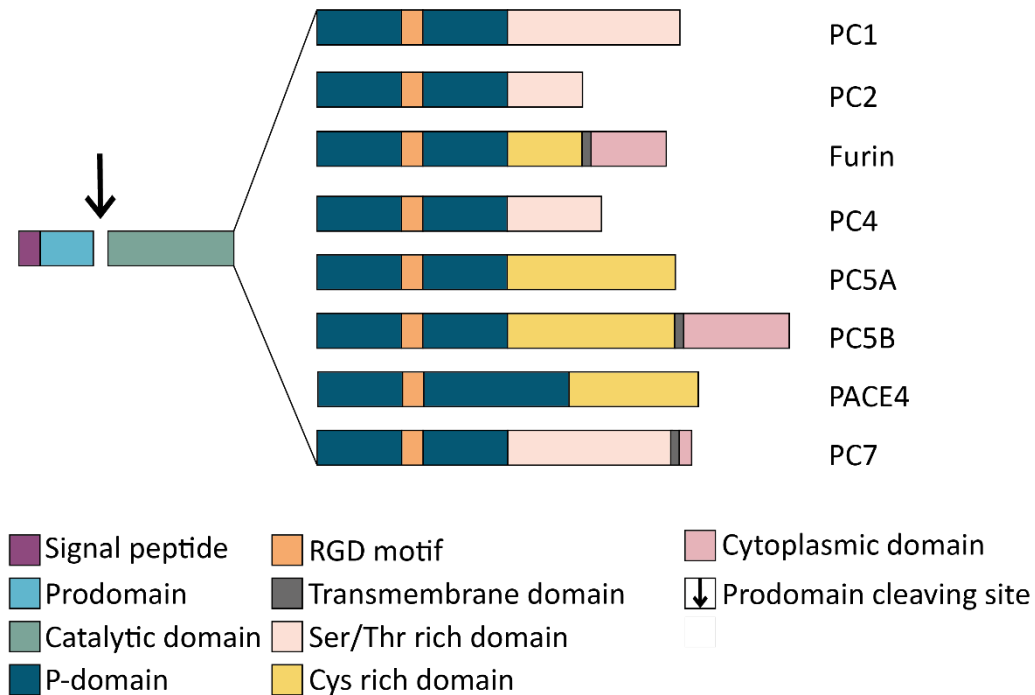 PC1
PC2
Furin
PC4
PC5A
PC5B
PACE4
PC7
Signal peptide
Prodomain
Catalytic domain
P-domain
RGD motif
Transmembrane domain
Ser/Thr rich domain
Cys rich domain
Cytoplasmic domain
Prodomain cleaving site